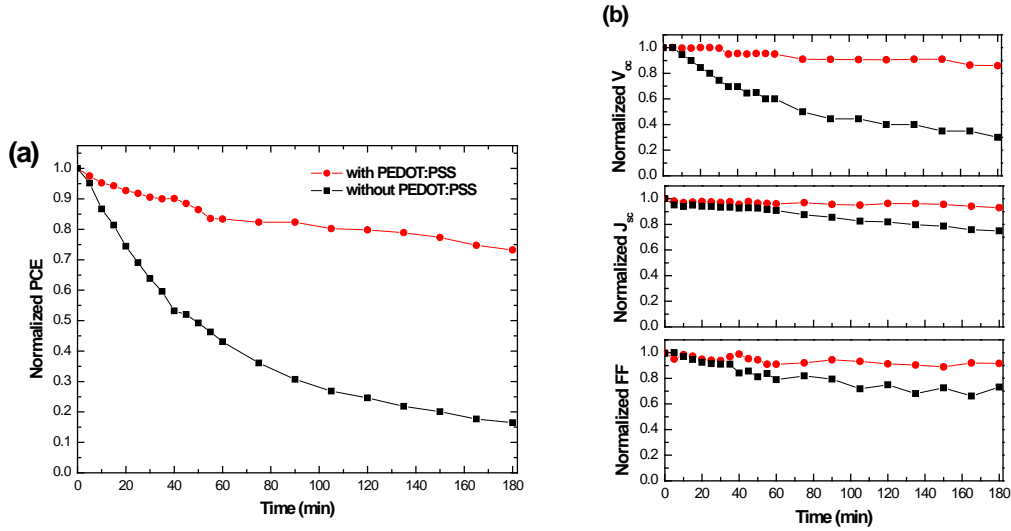 (a)
Normalized PCE
1.0
0.9
0.8
0.7
0.6
0.5
0.4
0.3
0.2
0.1
0.0
with PEDOT:PSS
without PEDOT:PSS
0 20 40 60 80 100 120 140 160 180
Time (min)
(b)
Normalized Voc
1.0
0.8
0.6
0.4
0.2
0.0
Normalized Jsc
1.0
0.8
0.6
0.4
0.2
0.0
Normalized FF
1.0
0.8
0.6
0.4
0.2
0.0
0 20 40 60 80 100 120 140 160 180
Time (min)